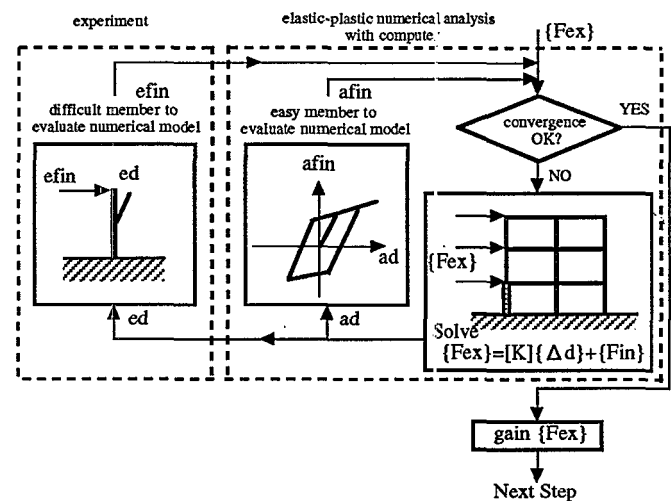 experiment
elastic-plastic numerical analysis
with compute.
{Fex}
efin
afin
difficult member to
evaluate numerical model
easy member to
evaluate numerical model
convergence
OK?
YES
NO
efin
ed
afin
ad
{Fex}
ed
ad
Solve
{Fex}=[K]{Δd}+{Fin}
gain {Fex}
Next Step